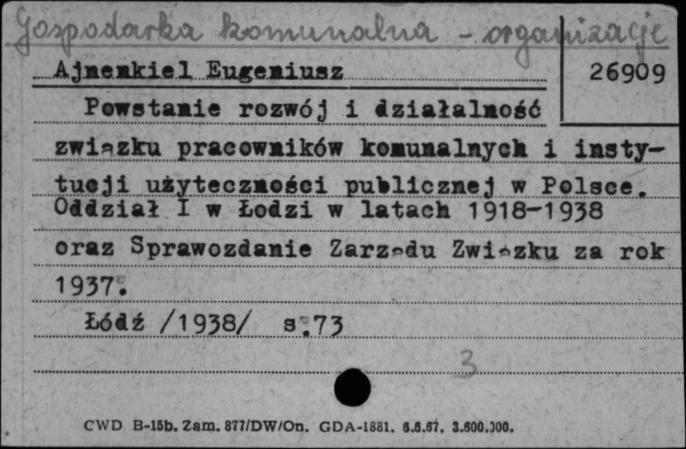 Gospodarka komunalna - organizacje
Ajnenkiel Eugeniusz
26909
Powstanie rozwój i działalność
związku pracowników komunalnych i insty-
tucji użyteczności publicznej w Polsce.
Oddział I w Łodzi w latach 1918-1938
oraz Sprawozdanie Zarządu Związku za rok
1937.
Łódź /1938/ s.73
3
CWD B-15b. Zam. 877/DW/On. GDA-1881. 6.6.67. 3.600.000.